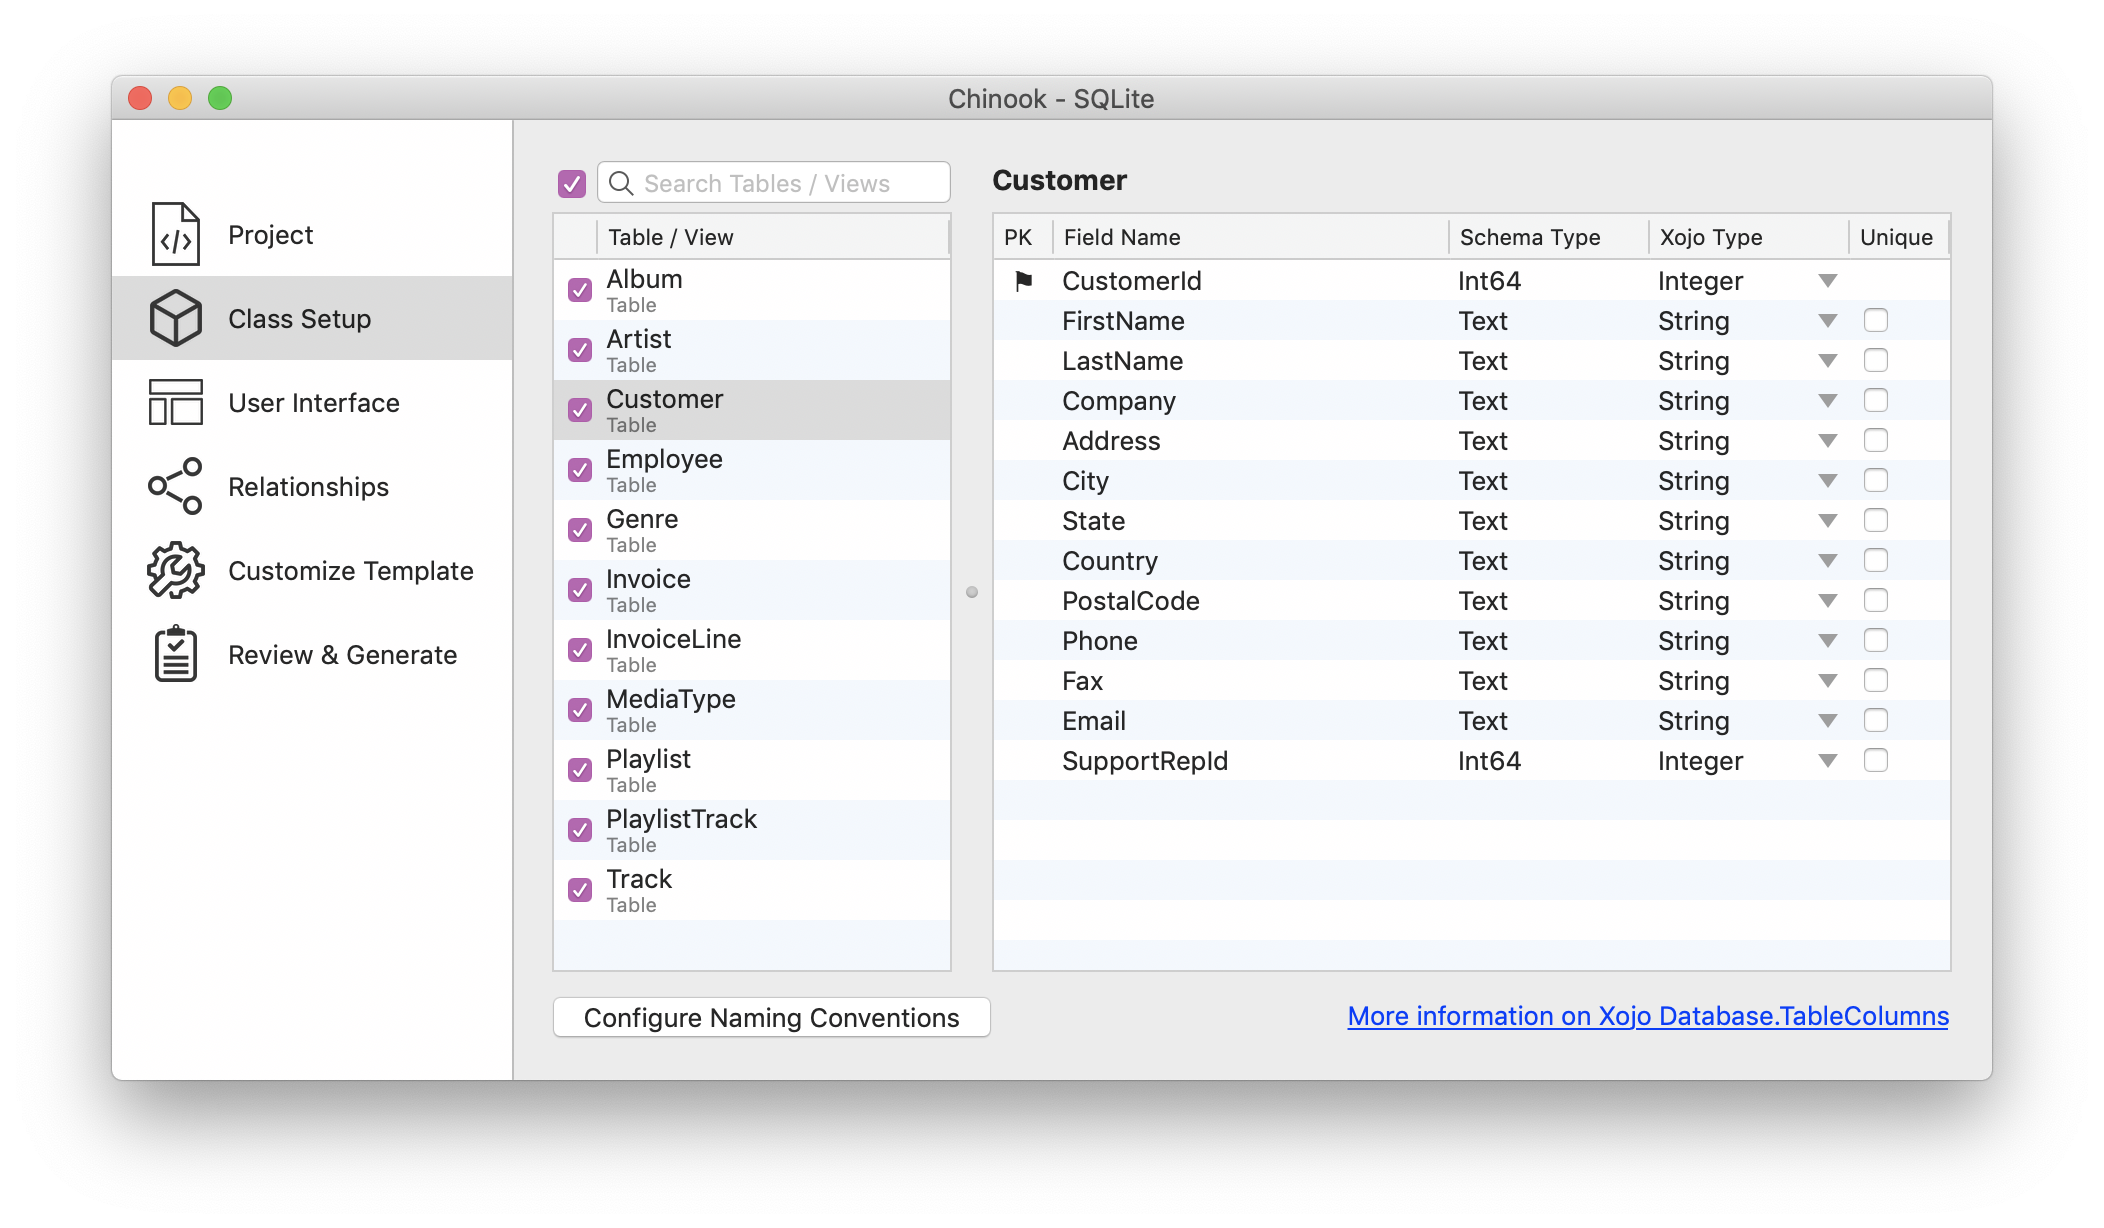 Chinook - SQLite
Project
Class Setup
User Interface
Relationships
Customize Template
Review & Generate
Search Tables / Views
Table / View
Album
Table
Artist
Table
Customer
Table
Employee
Table
Genre
Table
Invoice
Table
InvoiceLine
Table
MediaType
Table
Playlist
Table
PlaylistTrack
Table
Track
Table
Configure Naming Conventions
Customer
PK Field Name Schema Type Xojo Type Unique
CustomerId Int64 Integer
FirstName Text String
LastName Text String
Company Text String
Address Text String
City Text String
State Text String
Country Text String
PostalCode Text String
Phone Text String
Fax Text String
Email Text String
SupportRepId Int64 Integer
More information on Xojo Database.TableColumns